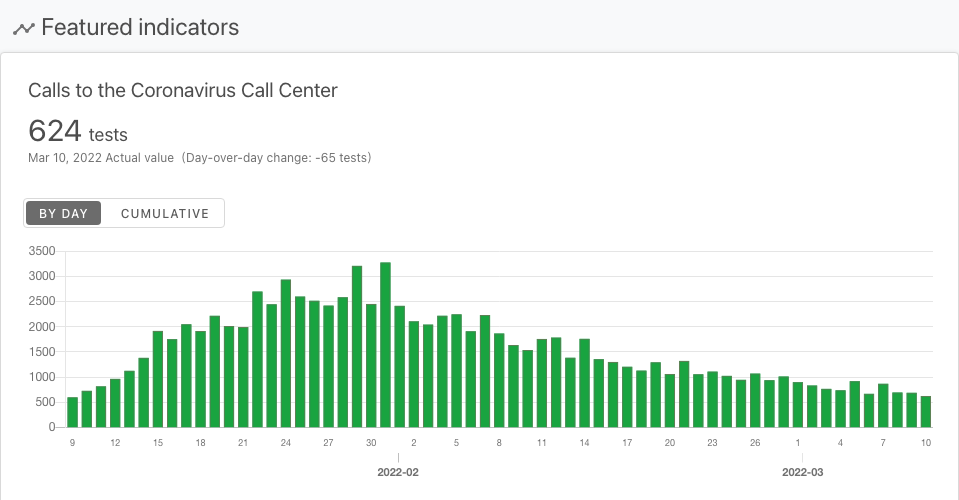 Featured indicators
Calls to the Coronavirus Call Center
624 tests
Mar 10, 2022 Actual value (Day-over-day change: -65 tests)
BY DAY CUMULATIVE
3500
3000
2500
2000
1500
1000
500
0
9 12 15 18 21 24 27 30 2 5 8 11 14 17 20 23 26 1 4 7 10
2022-02 2022-03